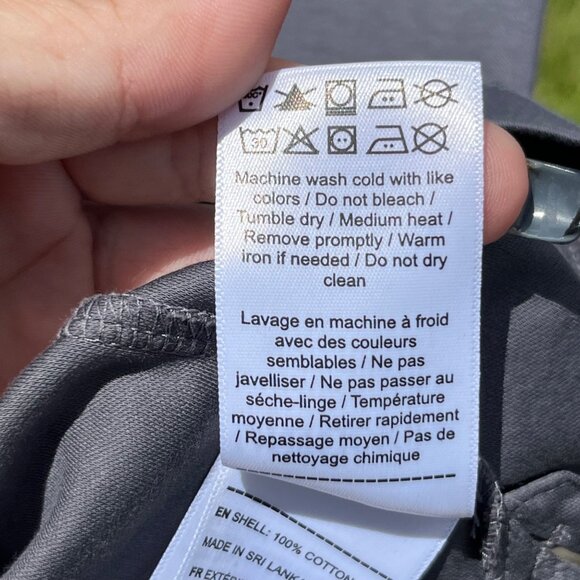 30
Machine wash cold with like
colors / Do not bleach /
Tumble dry / Medium heat /
Remove promptly / Warm
iron if needed / Do not dry
clean
Lavage en machine à froid
avec des couleurs
semblables / Ne pas
javelliser / Ne pas passer au
séche-linge / Température
moyenne / Retirer rapidement
/ Repassage moyen / Pas de
nettoyage chimique
EN SHELL: 100% COTTON
MADE IN SRI LANKA
FR EXTÉR